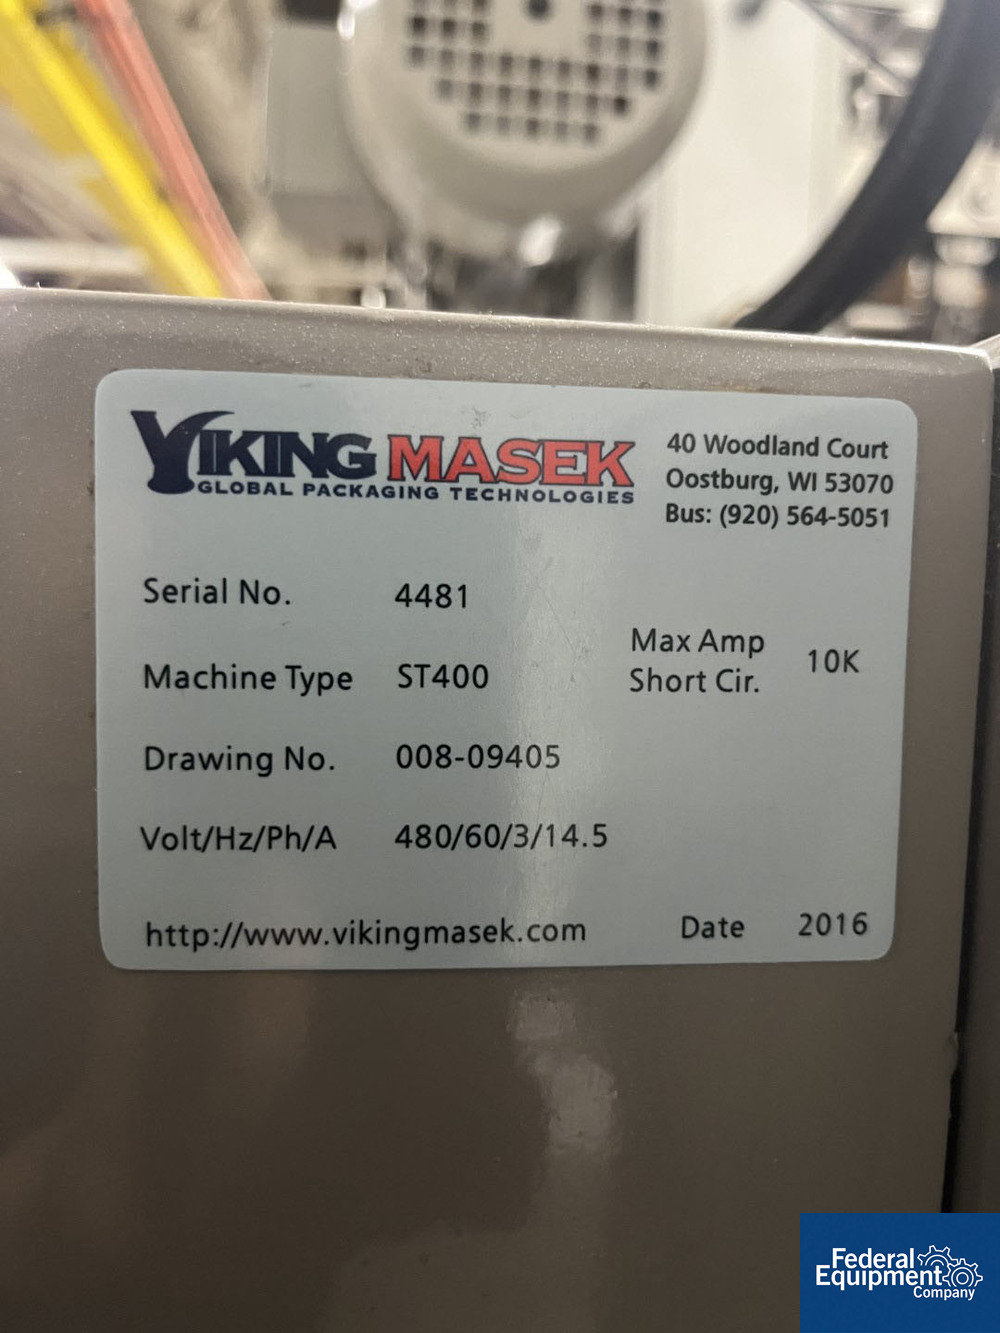 VIKING MASEK
GLOBAL PACKAGING TECHNOLOGIES
40 Woodland Court
Oostburg, WI 53070
Bus: (920) 564-5051
Serial No. 4481
Machine Type ST400
Max Amp
Short Cir. 10K
Drawing No. 008-09405
Volt/Hz/Ph/A 480/60/3/14.5
http://www.vikingmasek.com Date 2016
Federal
Equipment
Company